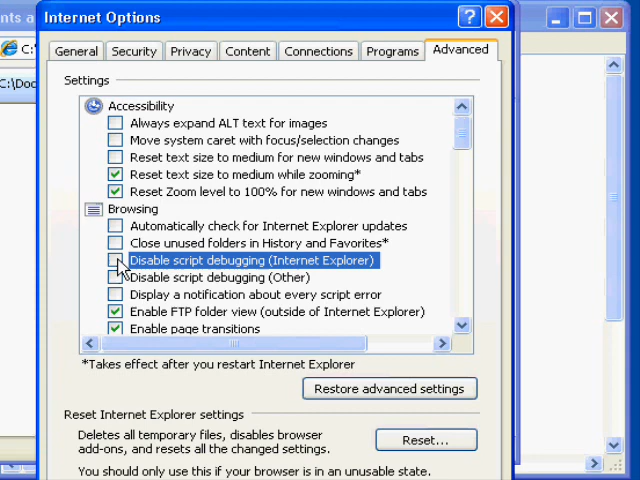 nts a
Internet Options
C:\
C:\Doc
General
Security
Privacy
Content
Connections
Programs
Advanced
Settings
Accessibility
Always expand ALT text for images
Move system caret with focus/selection changes
Reset text size to medium for new windows and tabs
Reset text size to medium while zooming*
Reset Zoom level to 100% for new windows and tabs
Browsing
Automatically check for Internet Explorer updates
Close unused folders in History and Favorites*
Disable script debugging (Internet Explorer)
Disable script debugging (Other)
Display a notification about every script error
Enable FTP folder view (outside of Internet Explorer)
Enable page transitions
*Takes effect after you restart Internet Explorer
Restore advanced settings
Reset Internet Explorer settings
Deletes all temporary files, disables browser
add-ons, and resets all the changed settings.
Reset...
You should only use this if your browser is in an unusable state.